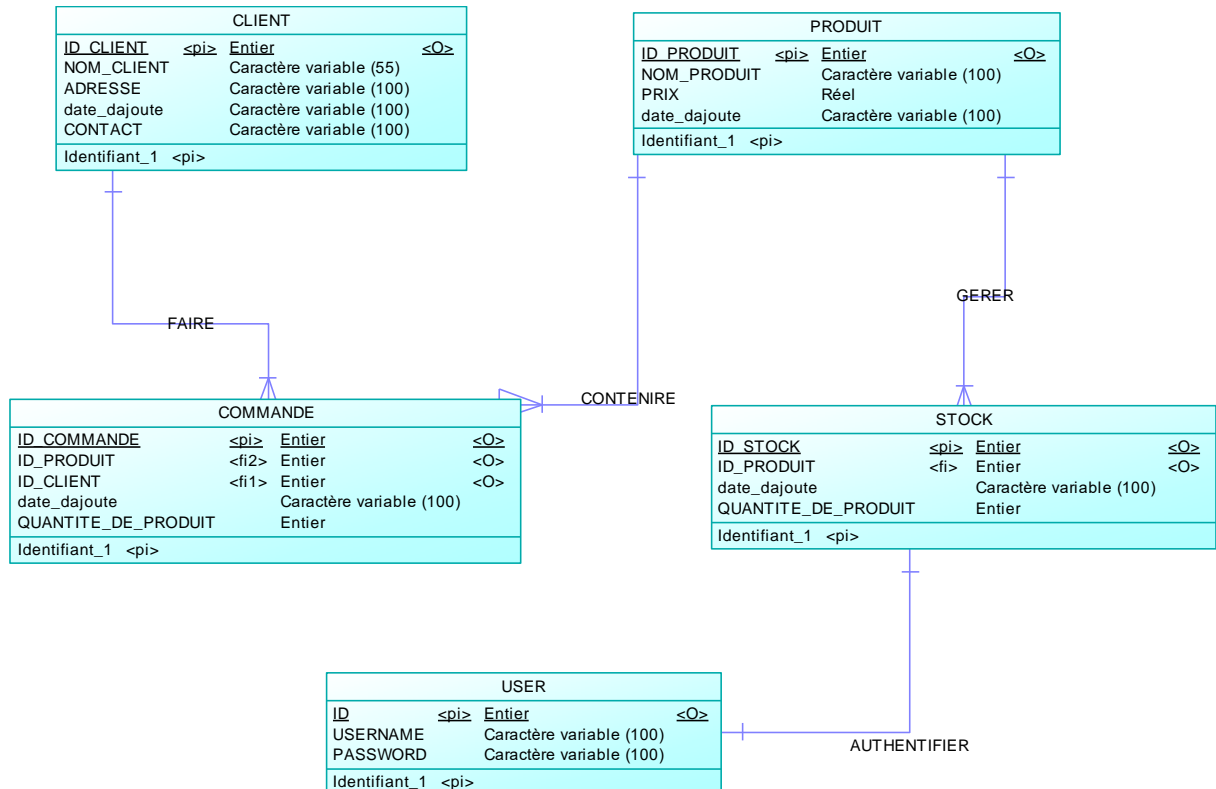 CLIENT
ID_CLIENT <pi> Entier <O>
NOM_CLIENT Caractère variable (55)
ADRESSE Caractère variable (100)
date_dajoute Caractère variable (100)
CONTACT Caractère variable (100)
Identifiant_1 <pi>
PRODUIT
ID_PRODUIT <pi> Entier <O>
NOM_PRODUIT Caractère variable (100)
PRIX Réel
date_dajoute Caractère variable (100)
Identifiant_1 <pi>
FAIRE
CONTENIRE
GERER
COMMANDE
ID_COMMANDE <pi> Entier <O>
ID_PRODUIT <fi2> Entier <O>
ID_CLIENT <fi1> Entier <O>
date_dajoute Caractère variable (100)
QUANTITE_DE_PRODUIT Entier
Identifiant_1 <pi>
STOCK
ID_STOCK <pi> Entier <O>
ID_PRODUIT <fi> Entier <O>
date_dajoute Caractère variable (100)
QUANTITE_DE_PRODUIT Entier
Identifiant_1 <pi>
USER
ID <pi> Entier <O>
USERNAME Caractère variable (100)
PASSWORD Caractère variable (100)
Identifiant_1 <pi>
AUTHENTIFIER